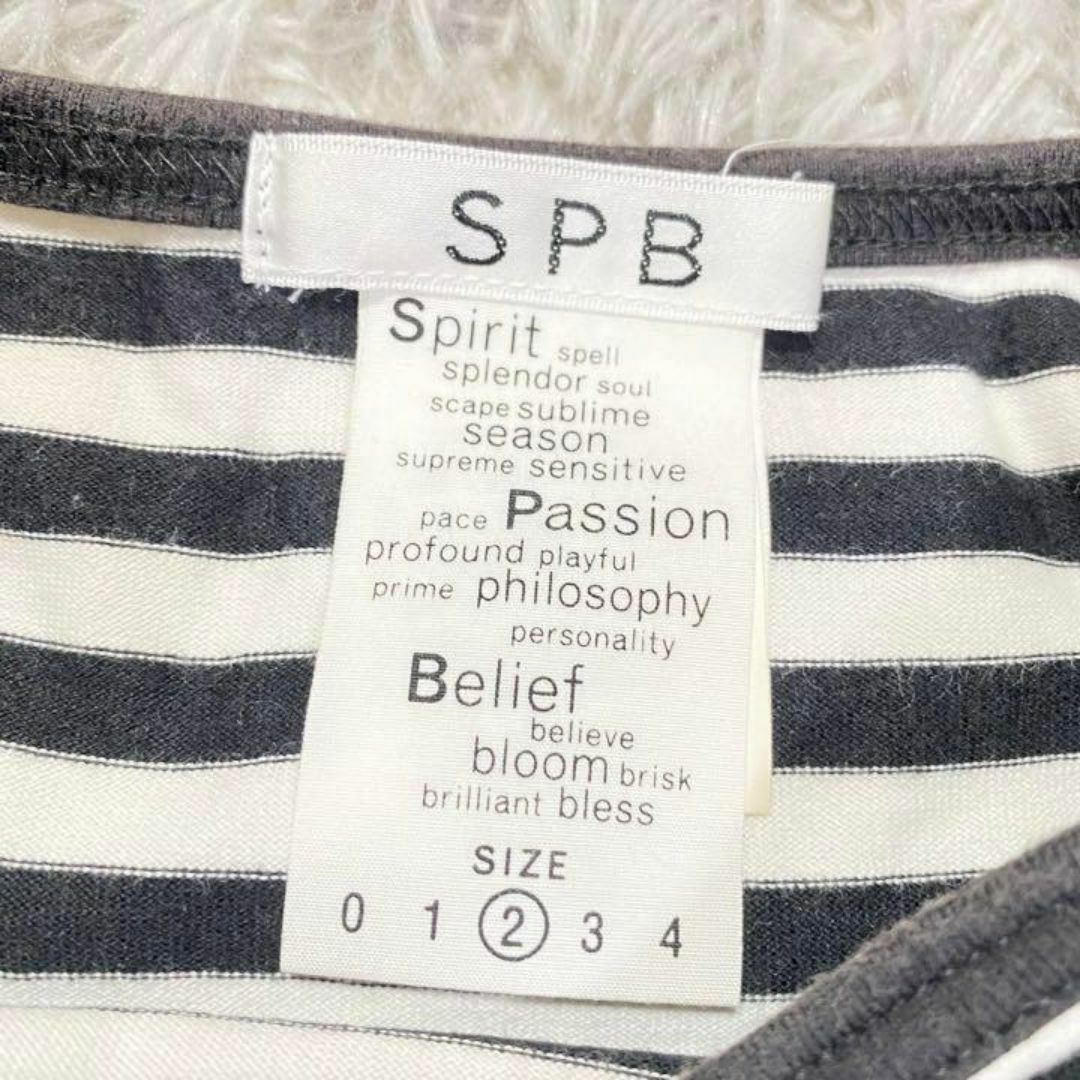 SPB
Spirit spell
splendor soul
scape sublime
season
supreme sensitive
pace Passion
profound playful
prime philosophy
personality
Belief
believe
bloom brisk
brilliant bless
SIZE
0 1 2 3 4